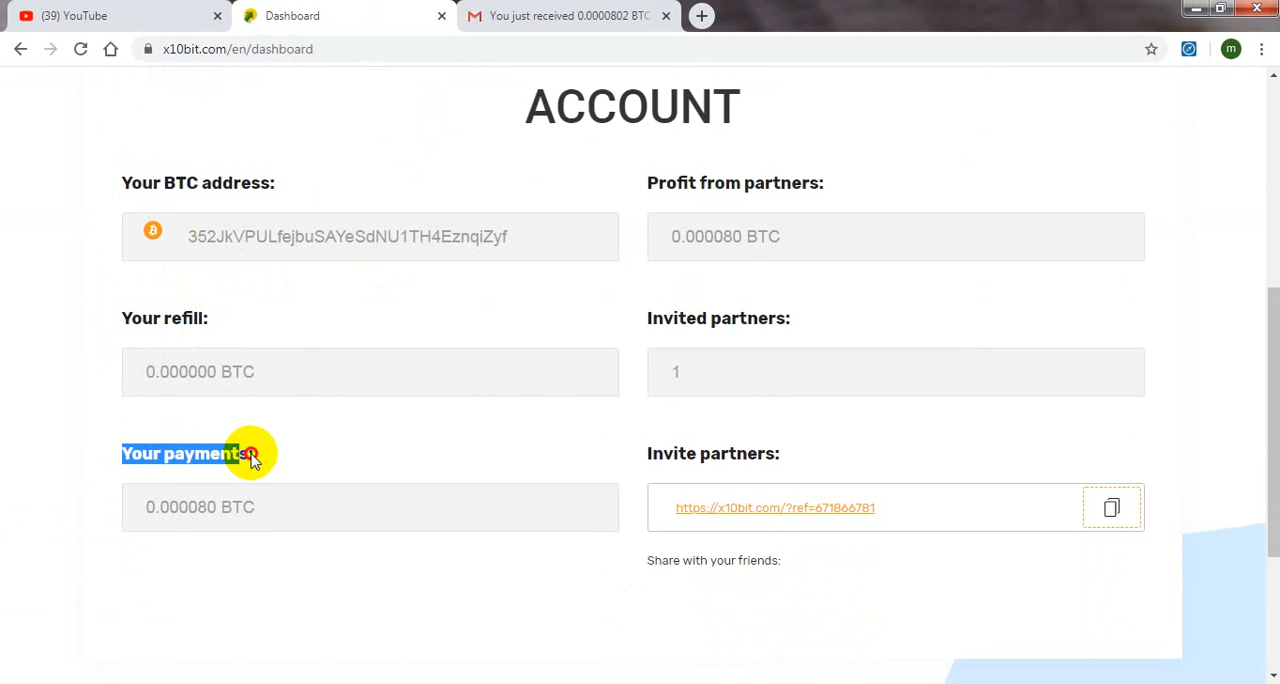 (39) YouTube
Dashboard
You just received 0.0000802 BTC
x10bit.com/en/dashboard
m
ACCOUNT
Your BTC address:
Profit from partners:
352JkVPULfejbuSAYeSdNU1TH4EznqiZyf
0.000080 BTC
Your refill:
Invited partners:
0.000000 BTC
1
Your payments:
Invite partners:
0.000080 BTC
https://x10bit.com/?ref=671866781
Share with your friends: